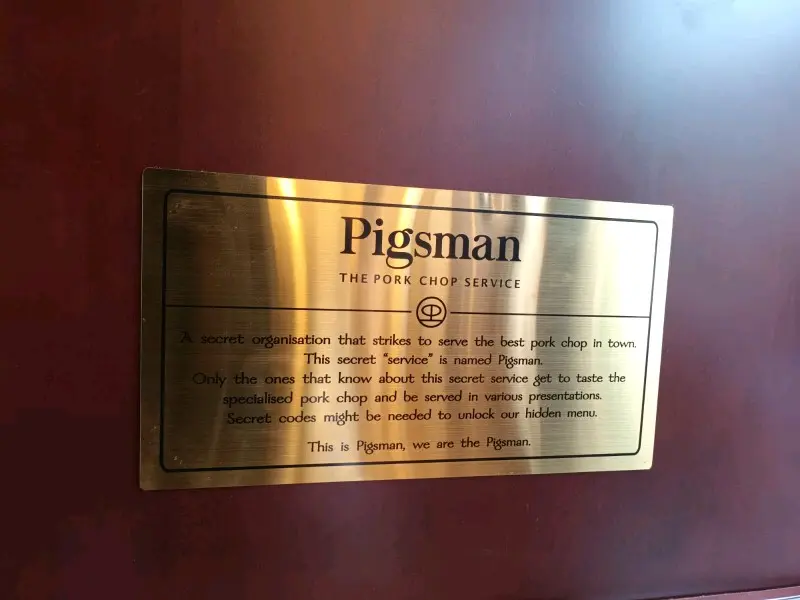 Pigsman
THE PORK CHOP SERVICE
A secret organisation that strikes to serve the best pork chop in town.
This secret “service” is named Pigsman.
Only the ones that know about this secret service get to taste the
specialised pork chop and be served in various presentations.
Secret codes might be needed to unlock our hidden menu.
This is Pigsman, we are the Pigsman.